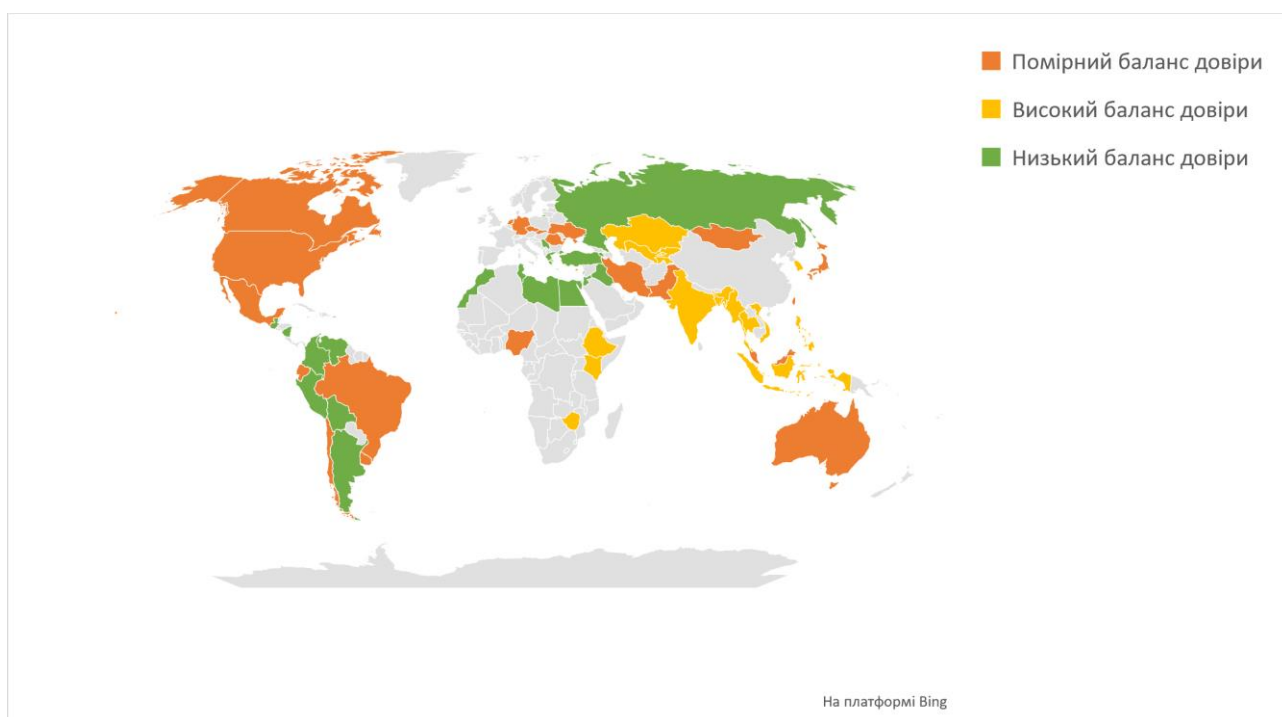 Помірний баланс довіри
Високий баланс довіри
Низький баланс довіри
На платформі Bing